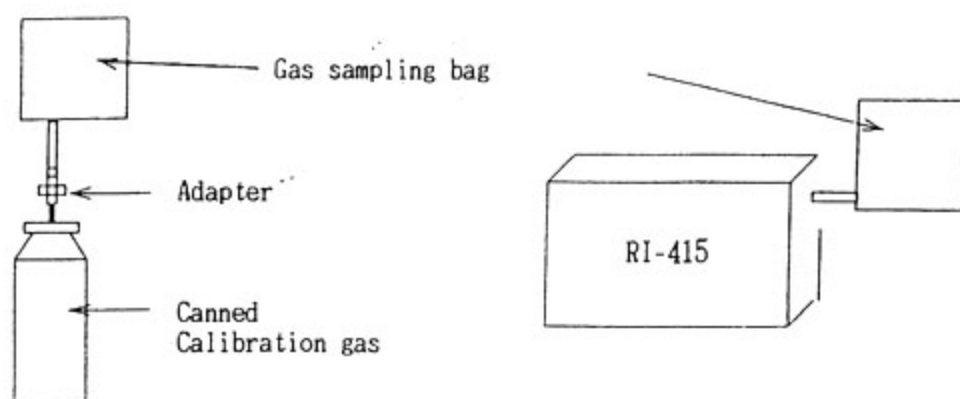 Gas sampling bag
Adapter
Canned
Calibration gas
RI-415